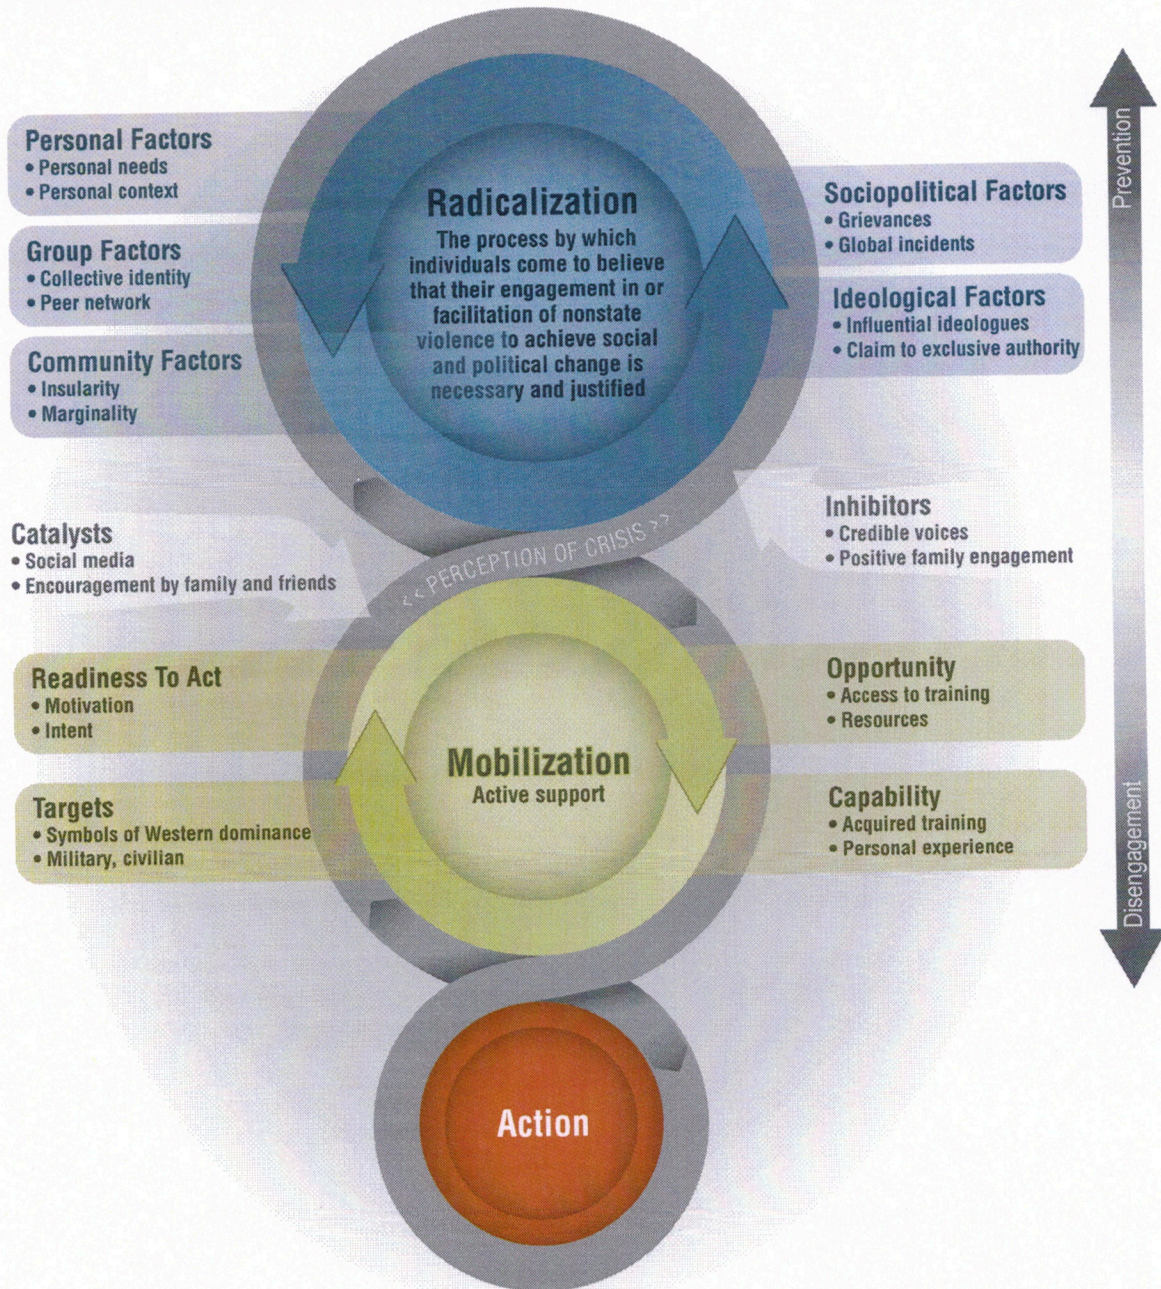 Personal Factors
• Personal needs
• Personal context
Group Factors
• Collective identity
• Peer network
Community Factors
• Insularity
• Marginality
Radicalization
The process by which
individuals come to believe
that their engagement in or
facilitation of nonstate
violence to achieve social
and political change is
necessary and justified
Sociopolitical Factors
• Grievances
• Global incidents
Ideological Factors
• Influential ideologues
• Claim to exclusive authority
Prevention
Catalysts
• Social media
• Encouragement by family and friends
<< PERCEPTION OF CRISIS >>
Inhibitors
• Credible voices
• Positive family engagement
Readiness To Act
• Motivation
• Intent
Targets
• Symbols of Western dominance
• Military, civilian
Mobilization
Active support
Opportunity
• Access to training
• Resources
Capability
• Acquired training
• Personal experience
Disengagement
Action